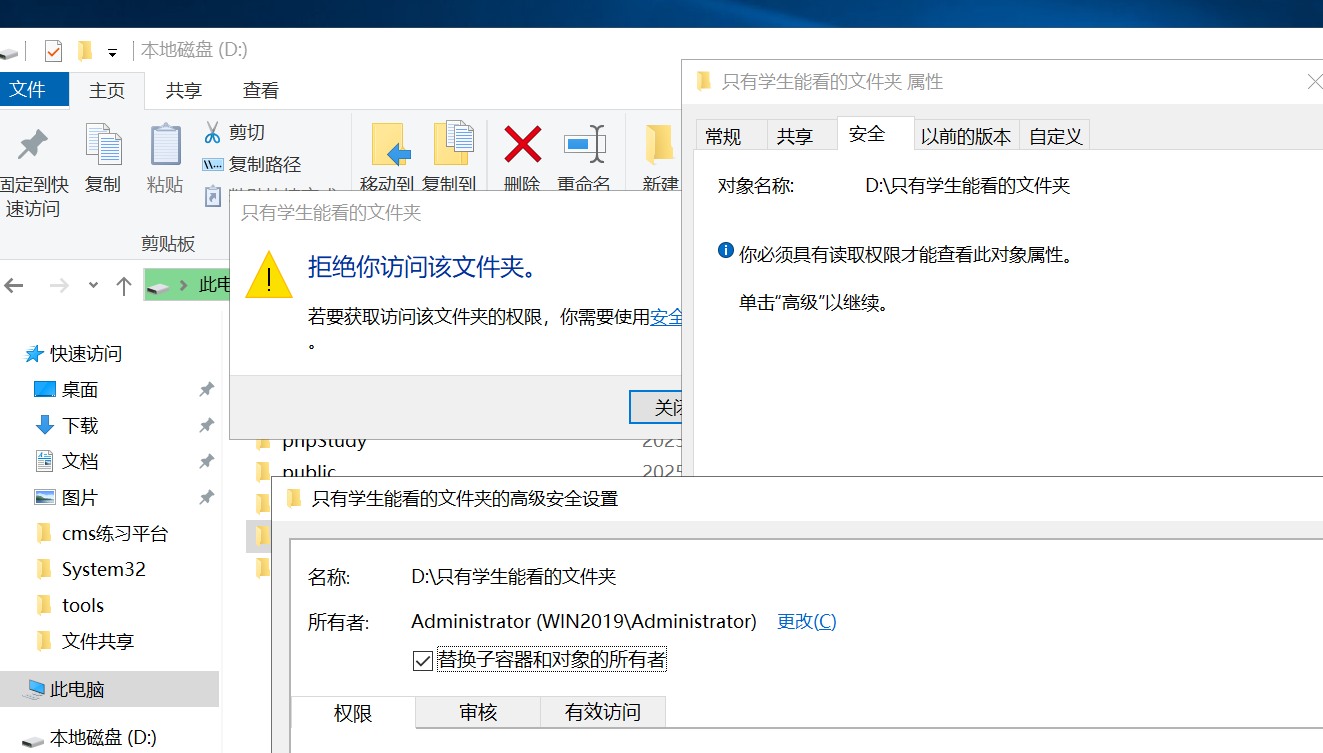 本地磁盘 (D:)
文件 主页 共享 查看
固定到快
速访问
复制
粘贴
剪切
复制路径
移动到 复制到 删除 重命名 新建
剪贴板
此电
快速访问
桌面
下载
文档
图片
cms练习平台
System32
tools
文件共享
此电脑
本地磁盘 (D:)
只有学生能看的文件夹
拒绝你访问该文件夹。
若要获取访问该文件夹的权限，你需要使用安全
。
关闭
phpStudy 2025
public 2025
只有学生能看的文件夹 属性
常规 共享 安全 以前的版本 自定义
对象名称: D:\只有学生能看的文件夹
你必须具有读取权限才能查看此对象属性。
单击“高级”以继续。
只有学生能看的文件夹的高级安全设置
名称: D:\只有学生能看的文件夹
所有者: Administrator (WIN2019\Administrator) 更改(C)
替换子容器和对象的所有者
权限 审核 有效访问